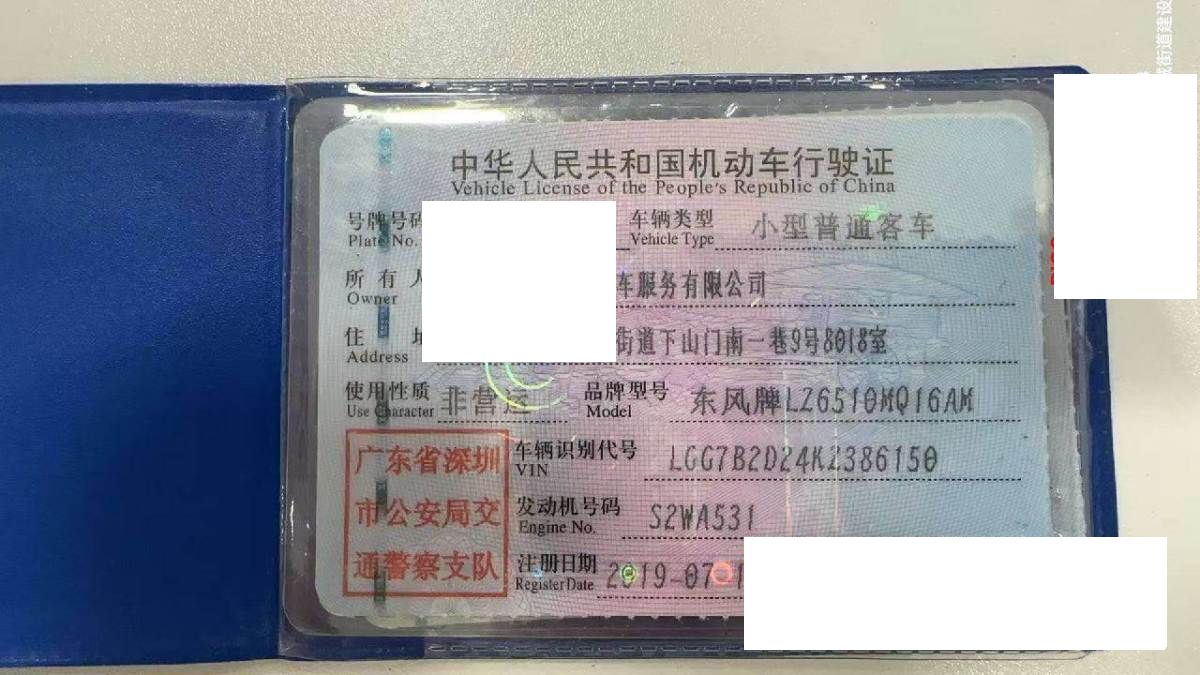 街道建设
中华人民共和国机动车行驶证
Vehicle License of the People's Republic of China
号牌号码 车辆类型 小型普通客车
Plate No. Vehicle Type
所有人 车服务有限公司
Owner
住 街道下山门南一巷9号8018室
Address
使用性质 非营运 品牌型号 东风牌LZ6510MQ16AM
Use Character Model
广东省深圳 车辆识别代号 LGG7B2D24K2386150
VIN
市公安局交 发动机号码 S2WA531
Engine No.
通警察支队 注册日期 2019-07-1
Register Date